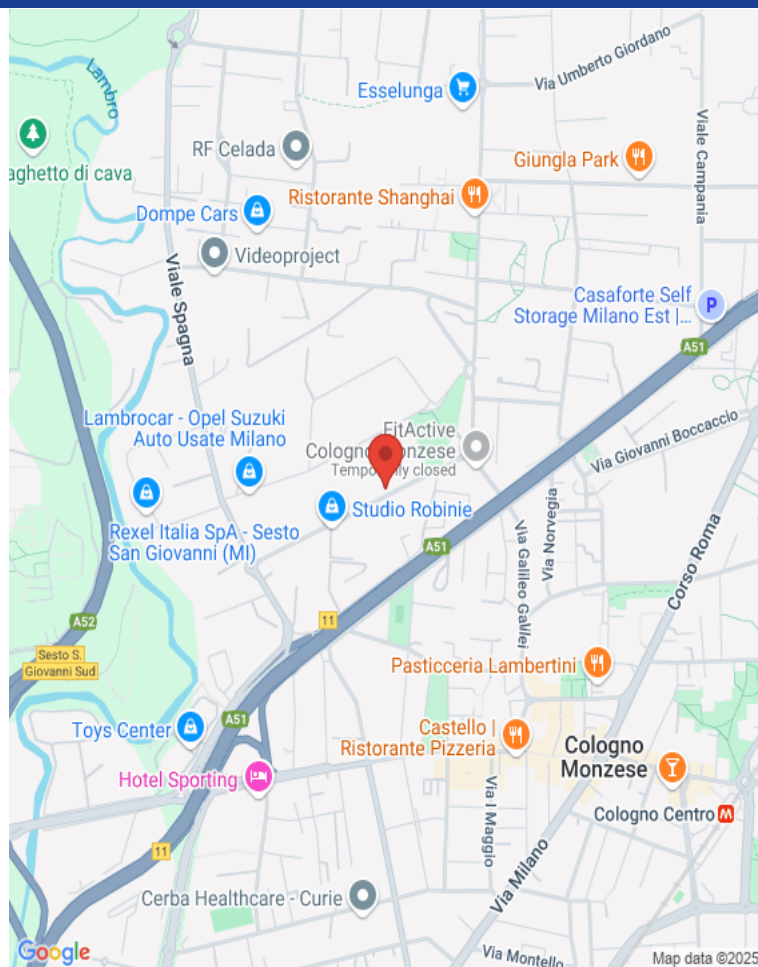 Lambro
Esselunga
Via Umberto Giordano
RF Celada
Viale Campania
Giungla Park
aghetto di cava
Ristorante Shanghai
Dompe Cars
Videoproject
Viale Spagna
Casaforte Self
Storage Milano Est |...
P
A51
Lambrocar - Opel Suzuki
Auto Usate Milano
FitActive
Via Giovanni Boccaccio
Rexel Italia SpA - Sesto
San Giovanni (MI)
Studio Robinie
A51
Via Norvegia
Via Galileo Galilei
Corso Roma
A52
11
Sesto S.
Giovanni Sud
Pasticceria Lambertini
A51
Toys Center
Castello |
Ristorante Pizzeria
Cologno
Monzese
Hotel Sporting
Cologno Centro M
Via I Maggio
11
Via Milano
Cerba Healthcare - Curie
Via Montello
Google
Map data ©2025